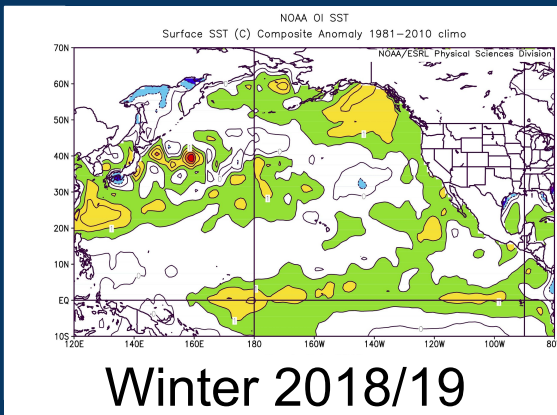 NOAA OI SST
Surface SST (C) Composite Anomaly 1981-2010 climo
NOAA/ESRL Physical Sciences Division
70N
60N
50N
40N
30N
20N
10N
EQ
10S
120E
140E
160E
180
160W
140W
120W
100W
80
Winter 2018/19